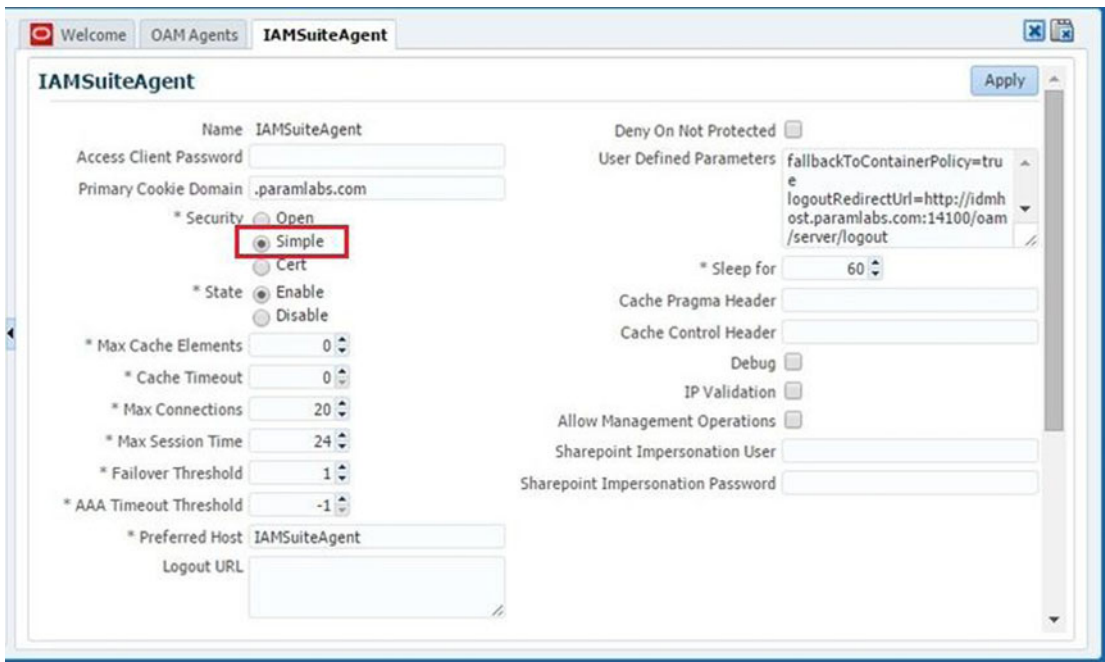 Welcome
OAM Agents
IAMSuiteAgent
IAMSuiteAgent
Apply
Name IAMSuiteAgent
Access Client Password
Primary Cookie Domain .paramlabs.com
* Security Open
Simple
Cert
* State Enable
Disable
* Max Cache Elements 0
* Cache Timeout 0
* Max Connections 20
* Max Session Time 24
* Failover Threshold 1
* AAA Timeout Threshold -1
* Preferred Host IAMSuiteAgent
Logout URL
Deny On Not Protected
User Defined Parameters fallbackToContainerPolicy=tru
e
logoutRedirectUrl=http://idmh
ost.paramlabs.com:14100/oam
/server/logout
* Sleep for 60
Cache Pragma Header
Cache Control Header
Debug
IP Validation
Allow Management Operations
Sharepoint Impersonation User
Sharepoint Impersonation Password